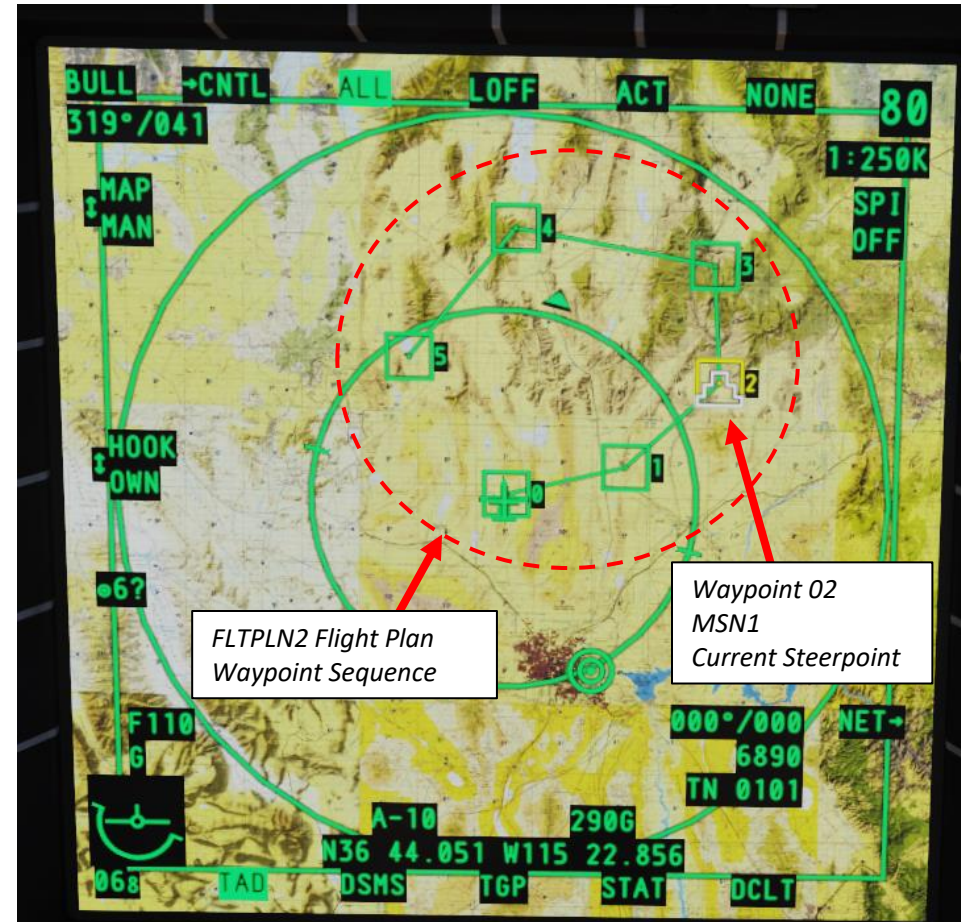 BULL →CNTL ALL LOFF ACT NONE 80
319°/041
1:250K
↕ MAP
MAN
SPI
OFF
4
3
5
2
1
0
↕ HOOK
OWN
⊙6?
FLTPLN2 Flight Plan
Waypoint Sequence
Waypoint 02
MSN1
Current Steerpoint
F110
G
000°/000 NET→
6890
TN 0101
A-10 290G
N36 44.051 W115 22.856
068 TAD DSMS TGP STAT DCLT